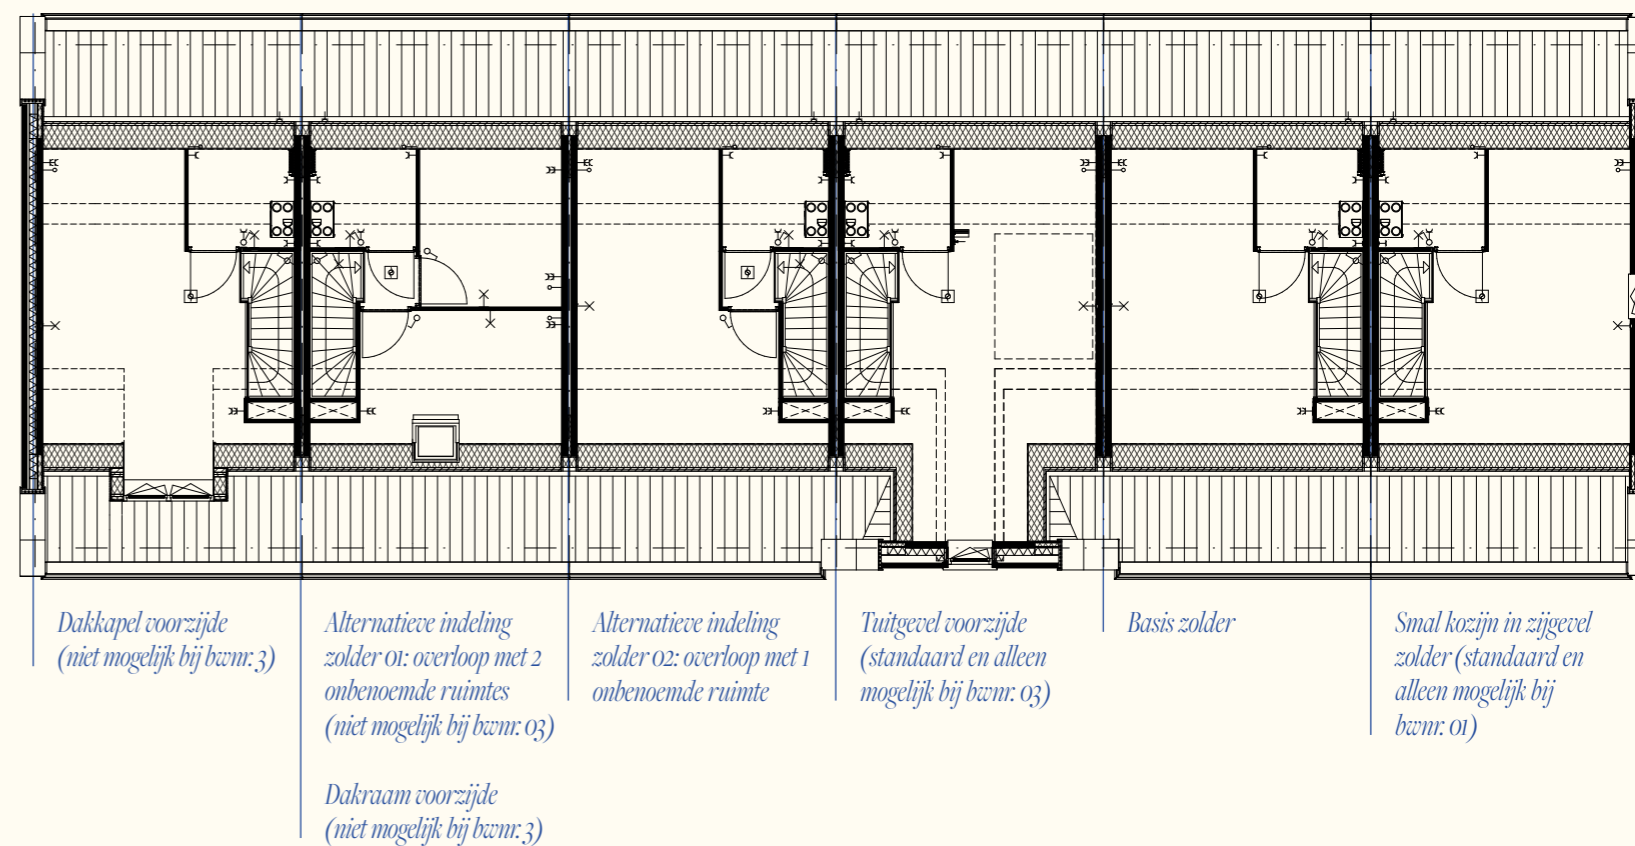 Dakkapel voorzijde
(niet mogelijk bij bwnr. 3)
Alternatieve indeling
zolder 01: overloop met 2
onbenoemde ruimtes
(niet mogelijk bij bwnr. 03)
Dakraam voorzijde
(niet mogelijk bij bwnr. 3)
Alternatieve indeling
zolder 02: overloop met 1
onbenoemde ruimte
Tuitgevel voorzijde
(standaard en alleen
mogelijk bij bwnr. 03)
Basis zolder
Smal kozijn in zijgevel
zolder (standaard en
alleen mogelijk bij
bwnr. 01)